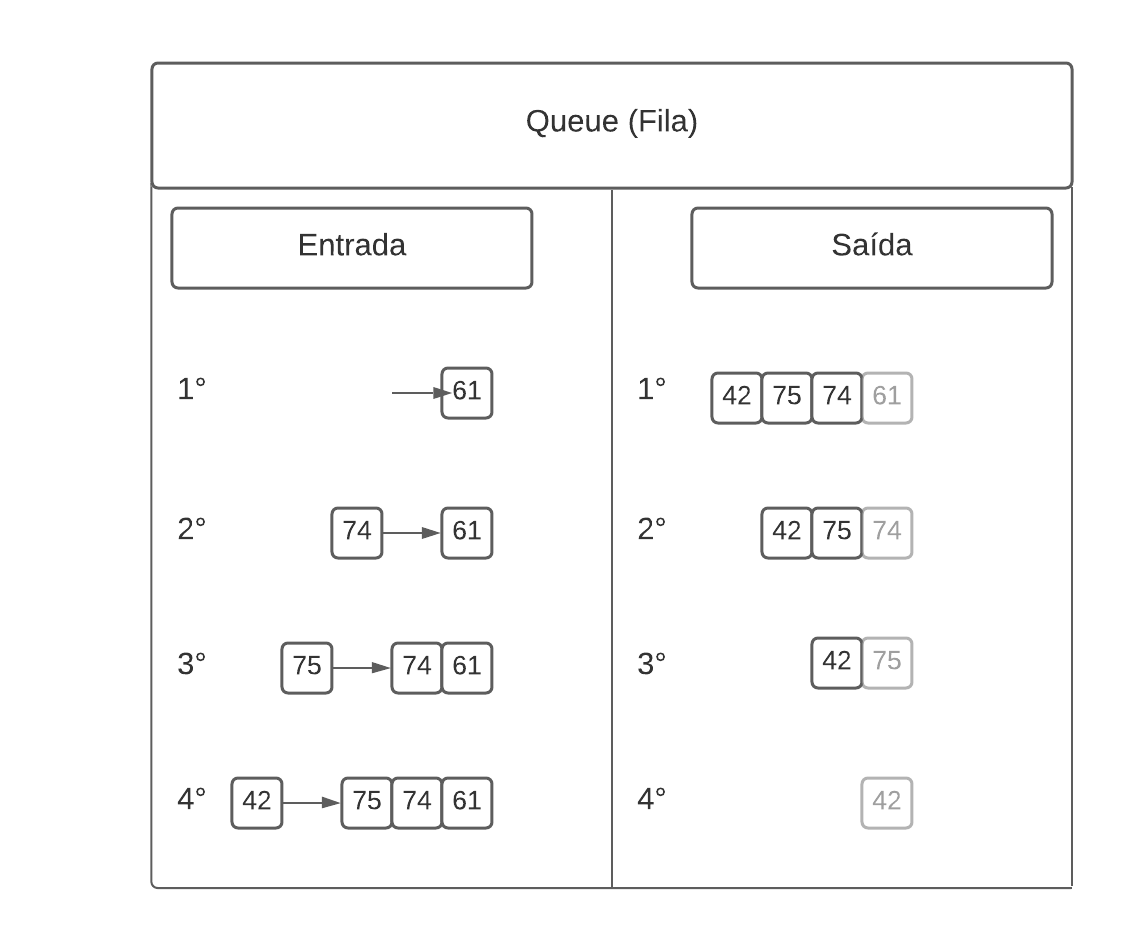 Queue (Fila)
Entrada
Saída
1° 61
2° 74 61
3° 75 74 61
4° 42 75 74 61
1° 42 75 74 61
2° 42 75 74
3° 42 75
4° 42